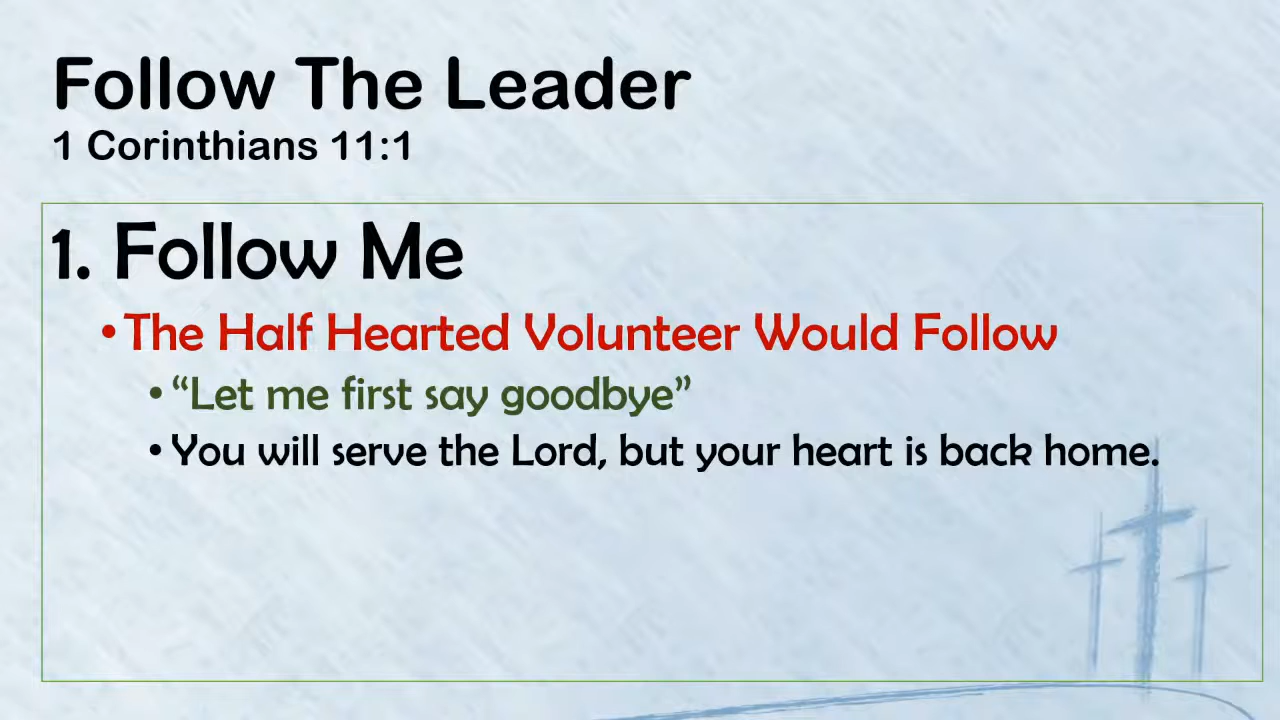 Follow The Leader
1 Corinthians 11:1
1. Follow Me
•The Half Hearted Volunteer Would Follow
•“Let me first say goodbye”
•You will serve the Lord, but your heart is back home.